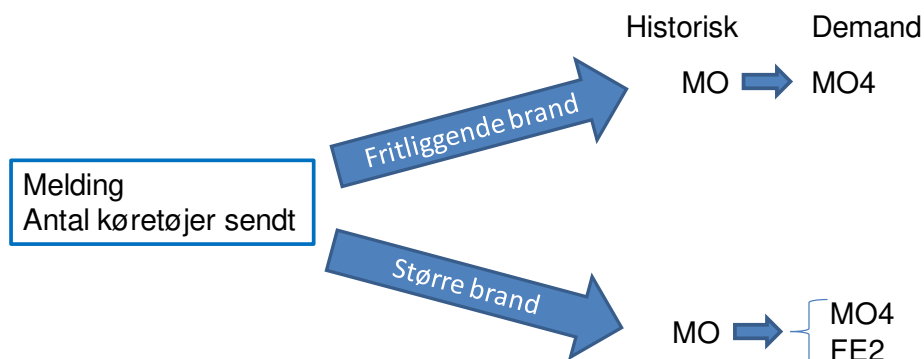 Historisk Demand
MO MO4
Fritliggende brand
Melding
Antal køretøjer sendt
Større brand
MO MO4
FE2